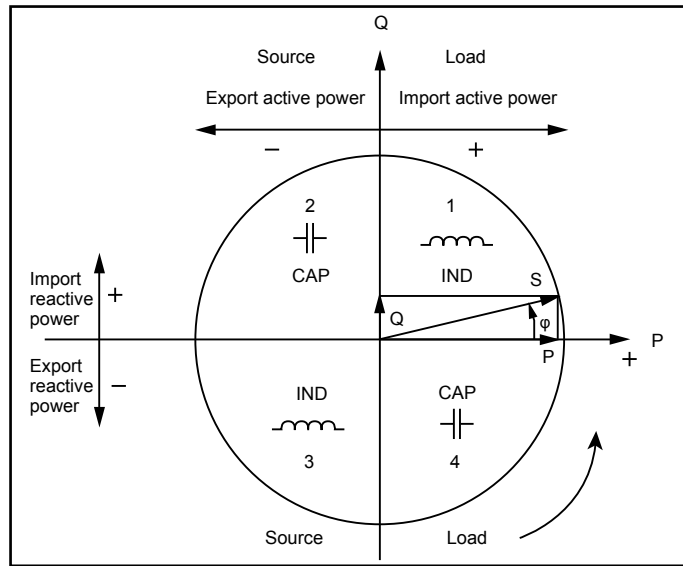 Q
Source Load
Export active power Import active power
− +
2 1
CAP IND S
Import
reactive
power
+
Q φ
P P
+
Export
reactive
power
−
IND CAP
3 4
Source Load